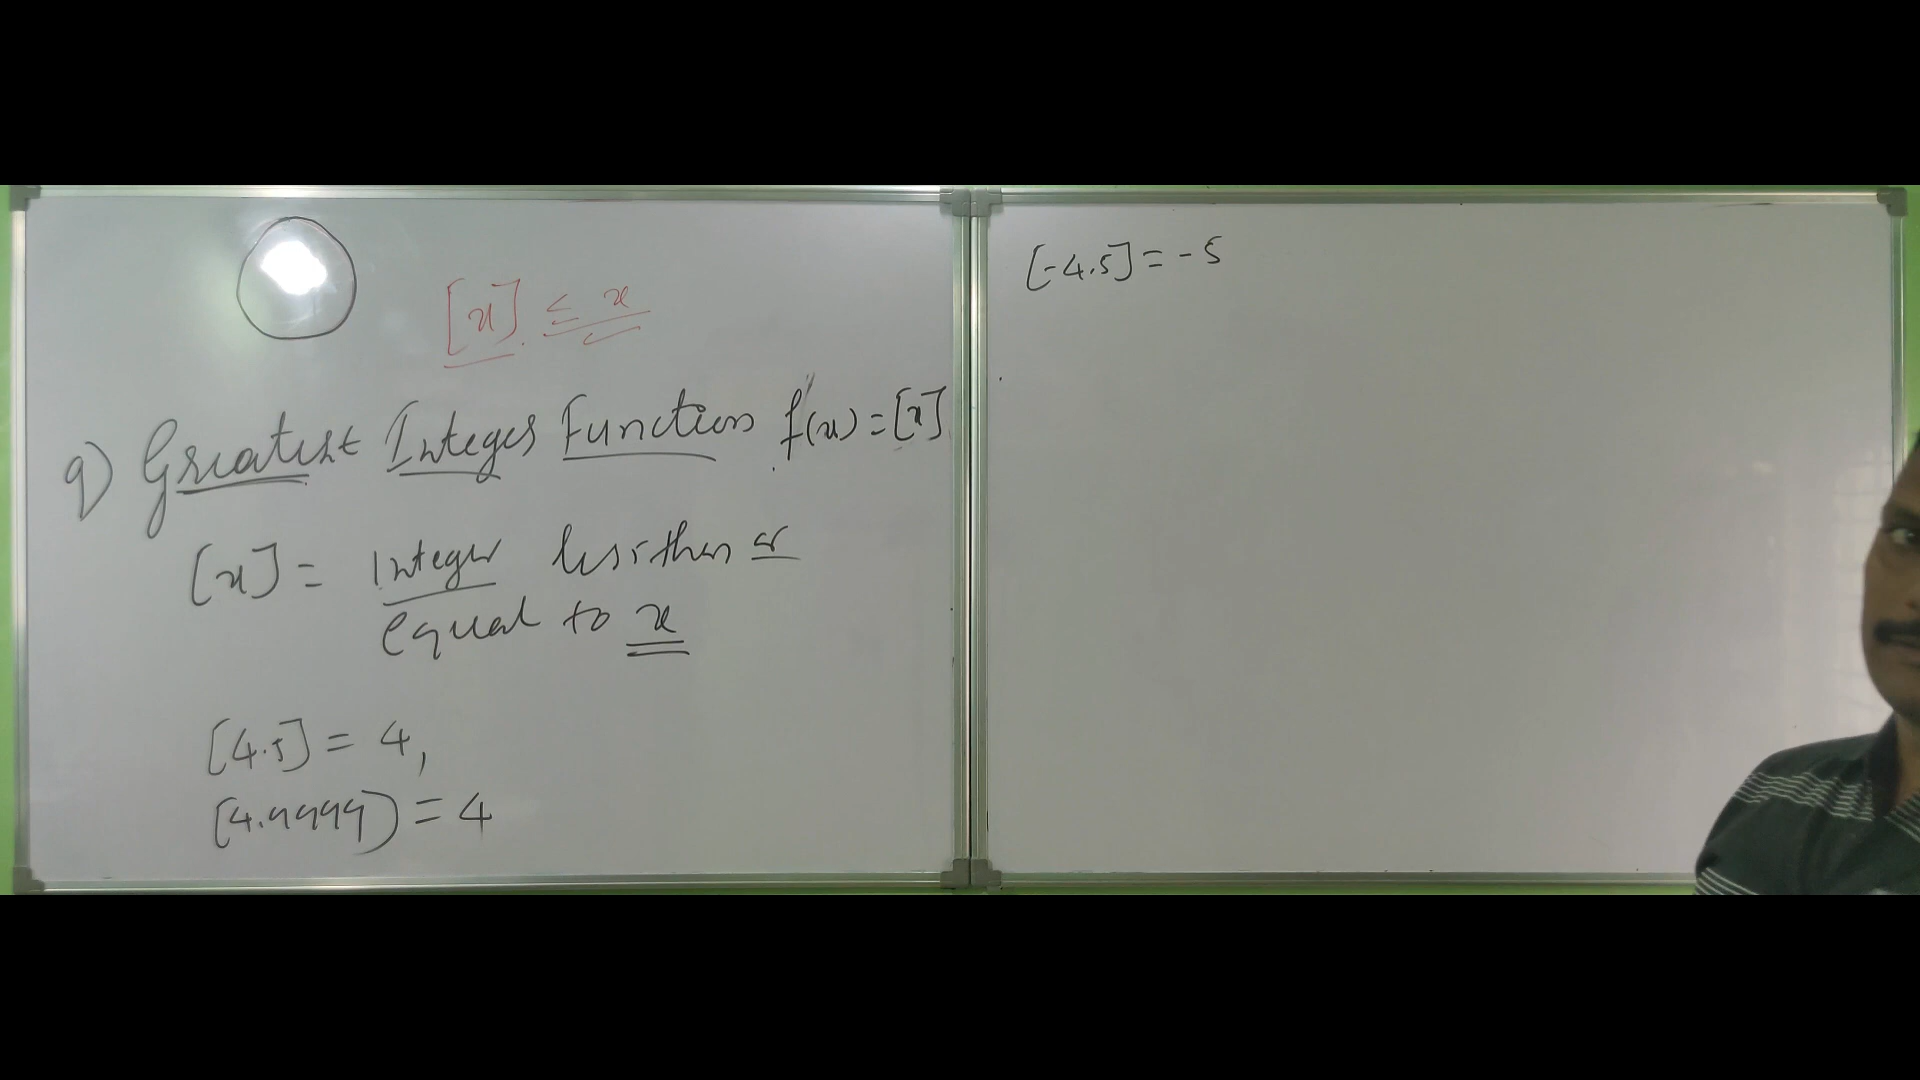 [x] ≤ x
9) Greatest Integer Function f(x) = [x]
[x] = Integer less than or
equal to x
[4.5] = 4,
[4.9999) = 4
[-4.5] = -5